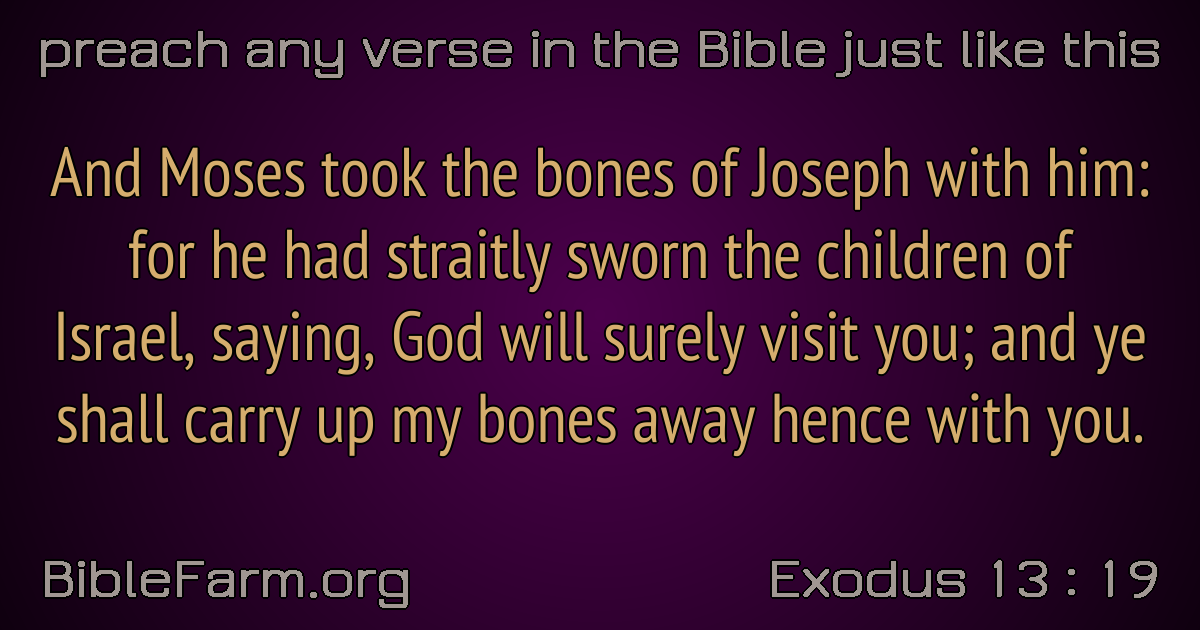 preach any verse in the Bible just like this
And Moses took the bones of Joseph with him:
for he had straitly sworn the children of
Israel, saying, God will surely visit you; and ye
shall carry up my bones away hence with you.
BibleFarm.org
Exodus 13 : 19